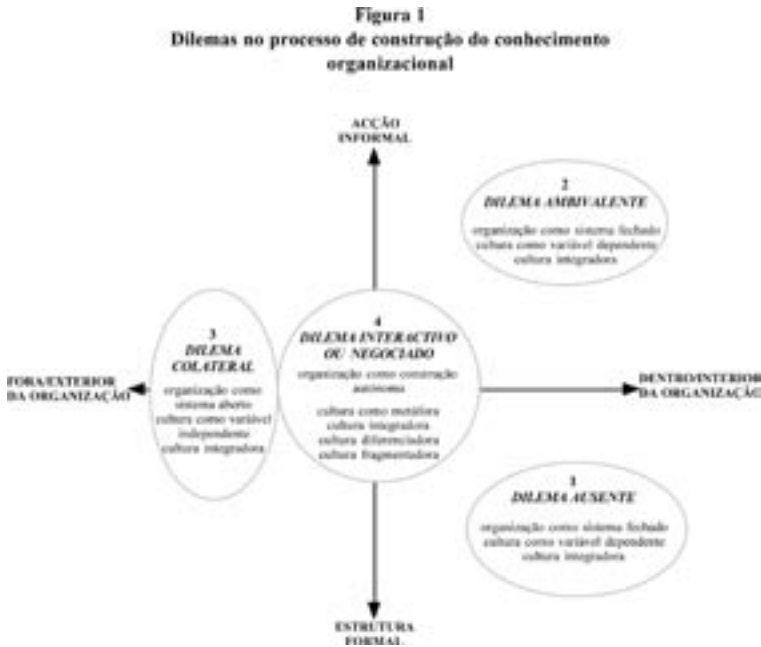 Figura 1
Dilemas no processo de construção do conhecimento
organizacional
ACÇÃO
INFORMAL
2
DILEMA AMBIVALENTE
organização como sistema fechado
cultura como variável dependente
cultura integradora
3
DILEMA
COLATERAL
organização como
sistema aberto
cultura como variável
independente
cultura integradora
4
DILEMA INTERACTIVO
OU NEGOCIADO
organização como construção
autónoma
cultura como metáfora
cultura integradora
cultura diferenciadora
cultura fragmentadora
FORA/EXTERIOR
DA ORGANIZAÇÃO
DENTRO/INTERIOR
DA ORGANIZAÇÃO
1
DILEMA AUSENTE
organização como sistema fechado
cultura como variável dependente
cultura integradora
ESTRUTURA
FORMAL